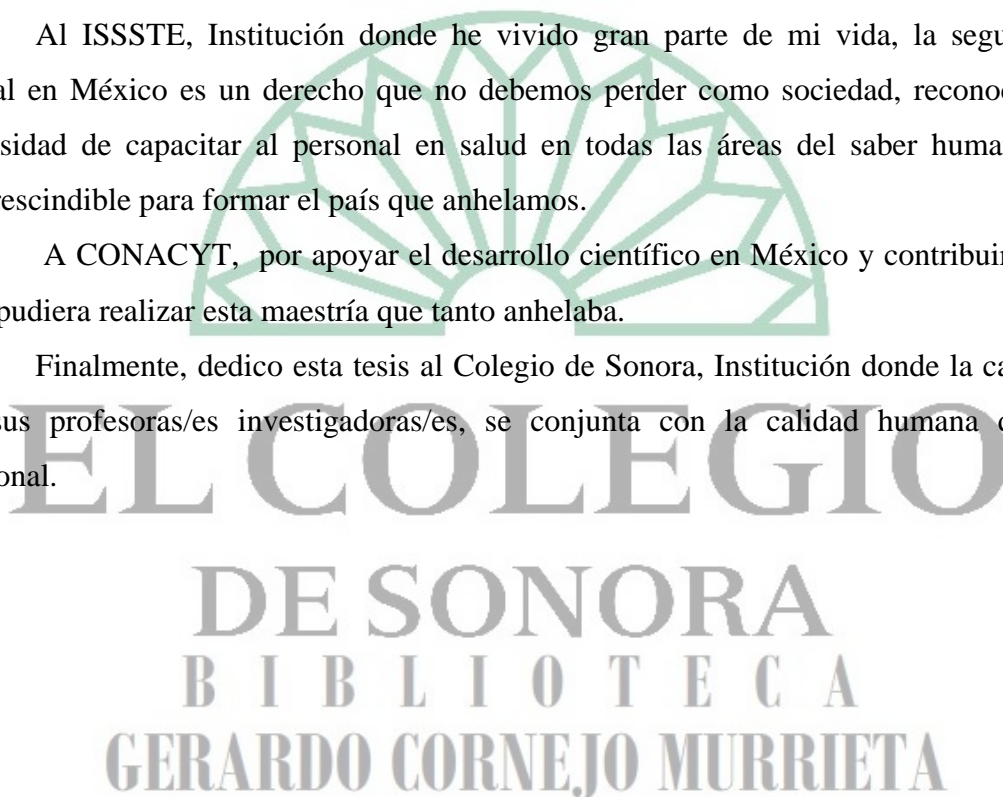 Al ISSSTE, Institución donde he vivido gran parte de mi vida, la segu
al en México es un derecho que no debemos perder como sociedad, reconoc
sidad de capacitar al personal en salud en todas las áreas del saber huma
rescindible para formar el país que anhelamos.
A CONACYT, por apoyar el desarrollo científico en México y contribuir
pudiera realizar esta maestría que tanto anhelaba.
Finalmente, dedico esta tesis al Colegio de Sonora, Institución donde la ca
sus profesoras/es investigadoras/es, se conjunta con la calidad humana d
onal.
EL COLEGIO
DE SONORA
BIBLIOTECA
GERARDO CORNEJO MURRIETA